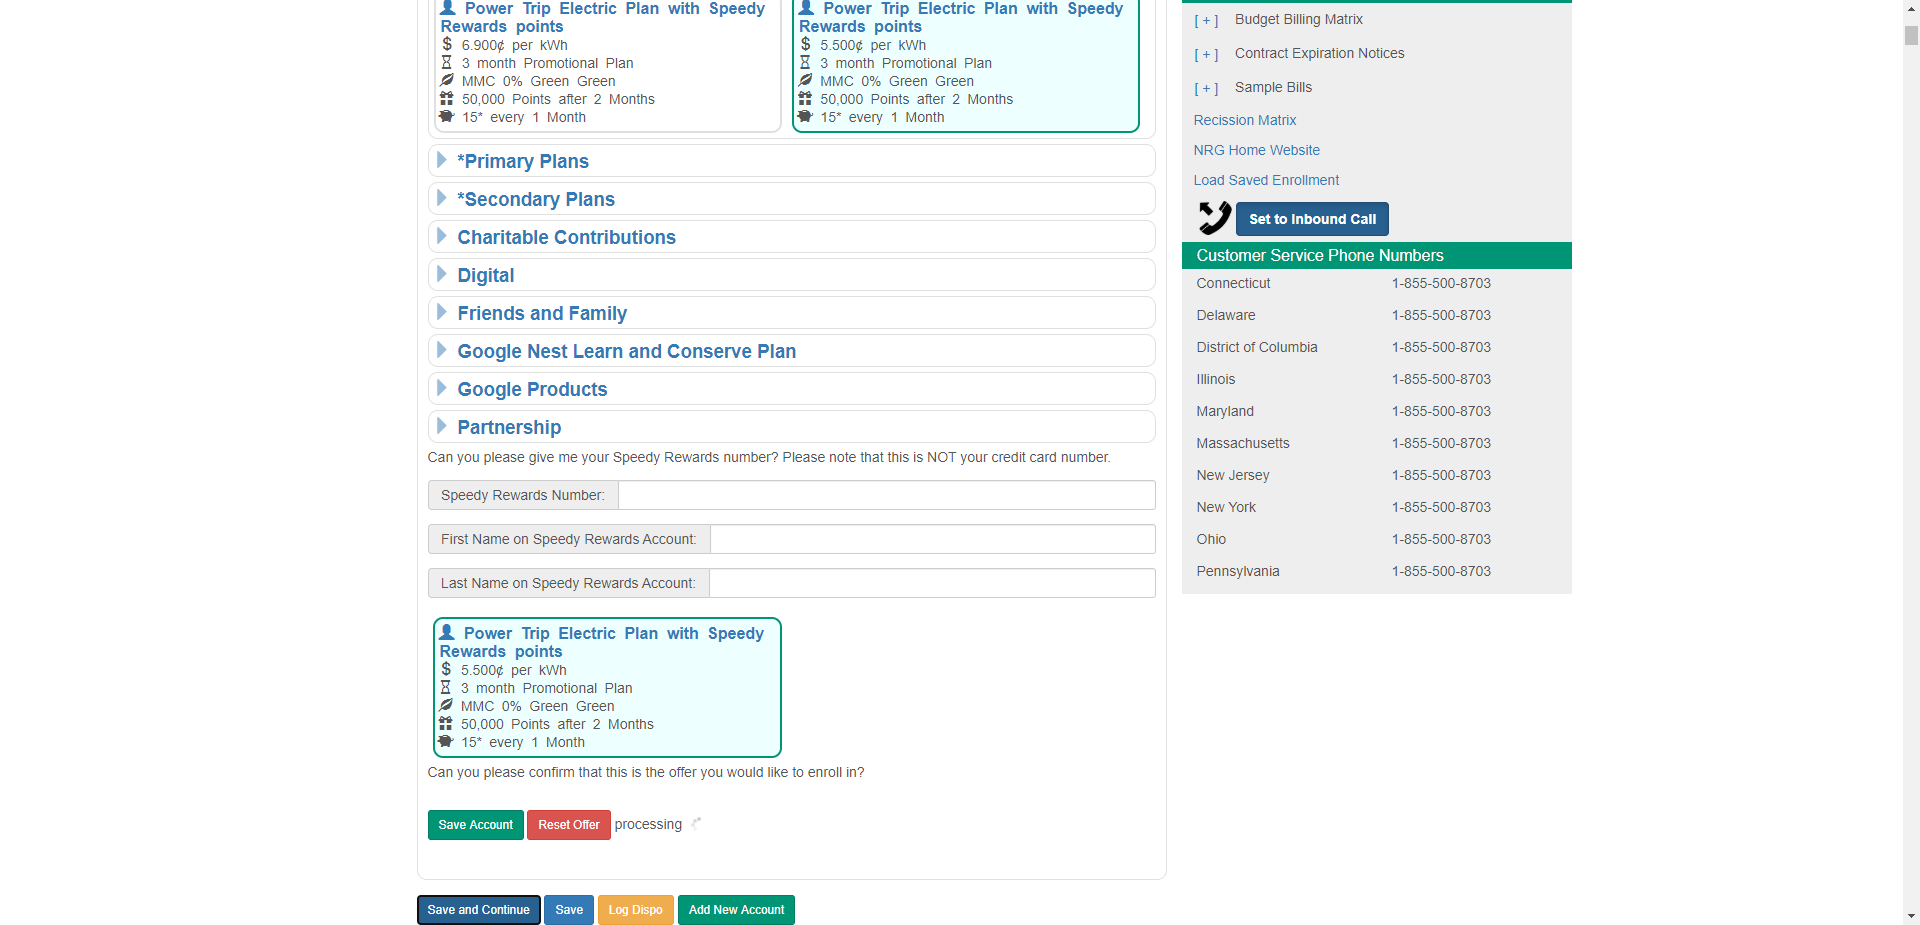 Power Trip Electric Plan with Speedy
Rewards points
6.900¢ per kWh
3 month Promotional Plan
MMC 0% Green Green
50,000 Points after 2 Months
15* every 1 Month
Power Trip Electric Plan with Speedy
Rewards points
5.500¢ per kWh
3 month Promotional Plan
MMC 0% Green Green
50,000 Points after 2 Months
15* every 1 Month
*Primary Plans
*Secondary Plans
Charitable Contributions
Digital
Friends and Family
Google Nest Learn and Conserve Plan
Google Products
Partnership
Can you please give me your Speedy Rewards number? Please note that this is NOT your credit card number.
Speedy Rewards Number:
First Name on Speedy Rewards Account:
Last Name on Speedy Rewards Account:
Power Trip Electric Plan with Speedy
Rewards points
5.500¢ per kWh
3 month Promotional Plan
MMC 0% Green Green
50,000 Points after 2 Months
15* every 1 Month
Can you please confirm that this is the offer you would like to enroll in?
Save Account Reset Offer processing
Save and Continue Save Log Dispo Add New Account
[ + ] Budget Billing Matrix
[ + ] Contract Expiration Notices
[ + ] Sample Bills
Recission Matrix
NRG Home Website
Load Saved Enrollment
Set to Inbound Call
Customer Service Phone Numbers
Connecticut 1-855-500-8703
Delaware 1-855-500-8703
District of Columbia 1-855-500-8703
Illinois 1-855-500-8703
Maryland 1-855-500-8703
Massachusetts 1-855-500-8703
New Jersey 1-855-500-8703
New York 1-855-500-8703
Ohio 1-855-500-8703
Pennsylvania 1-855-500-8703